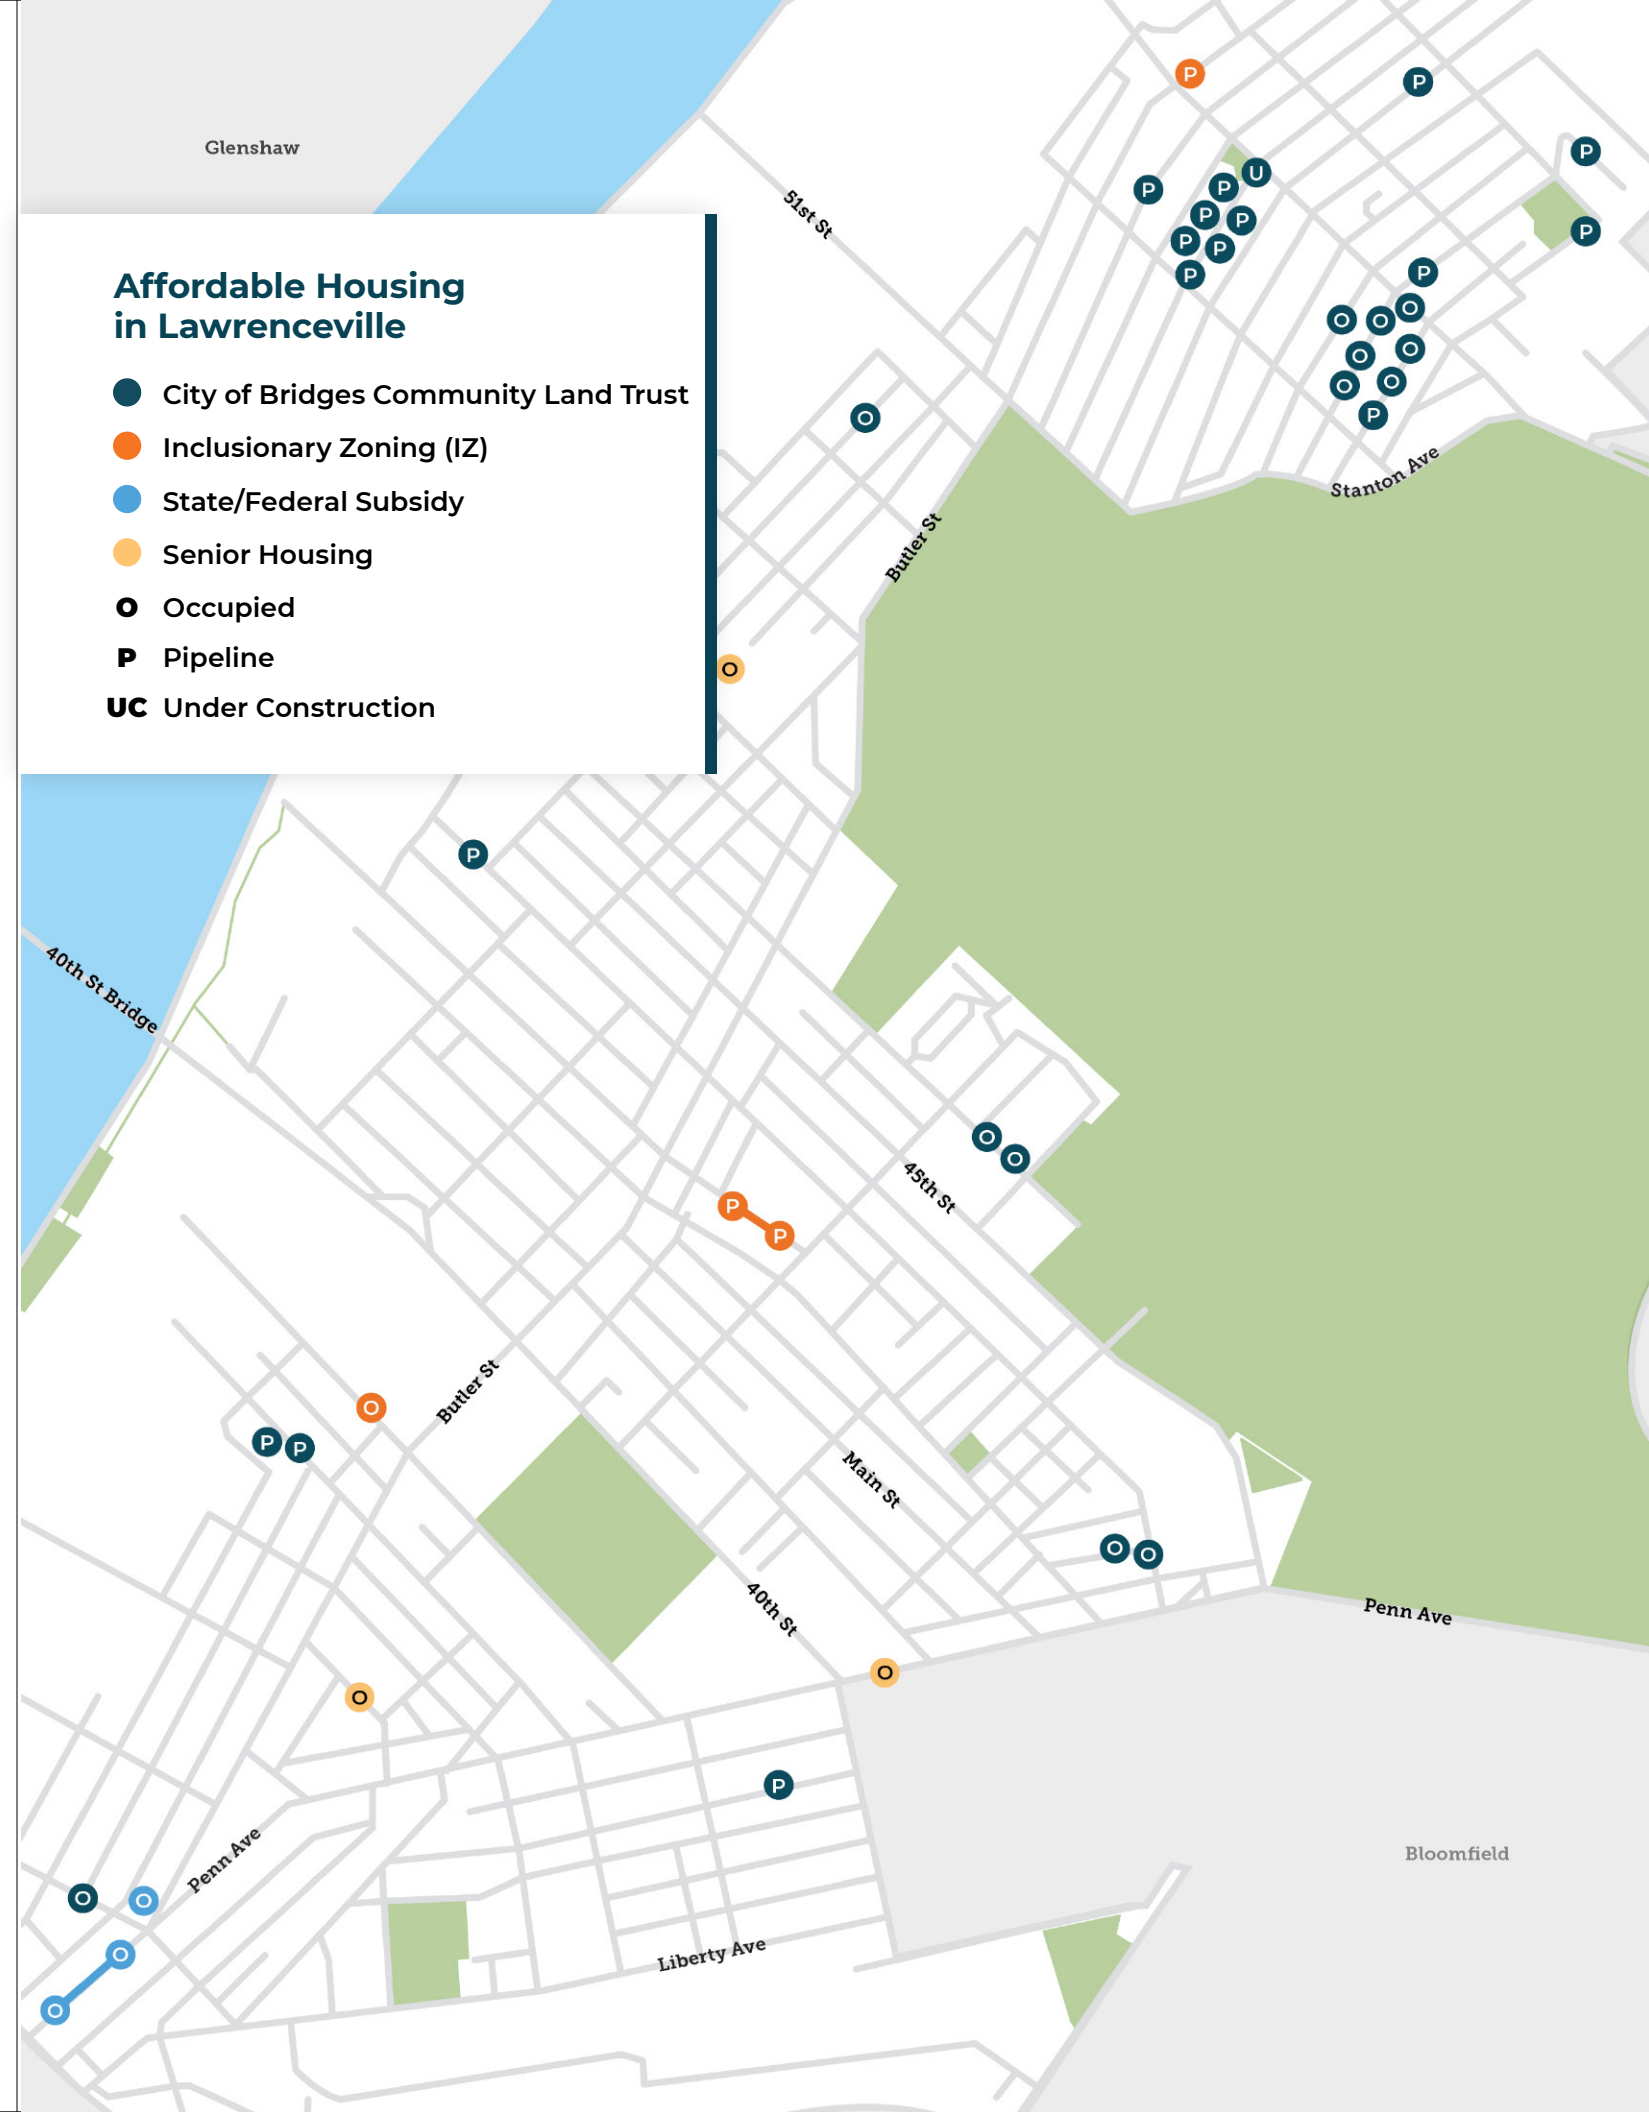 Glenshaw
P
P
P
51st St
P
P
U
P
P
P
P
P
P
P
Affordable Housing
in Lawrenceville
City of Bridges Community Land Trust
Inclusionary Zoning (IZ)
State/Federal Subsidy
Senior Housing
O Occupied
P Pipeline
UC Under Construction
P
O
O
O
O
O
O
O
P
O
Stanton Ave
Butler St
O
P
40th St Bridge
O
O
45th St
P
P
Butler St
O
P
P
Main St
O
O
40th St
Penn Ave
O
O
P
Penn Ave
Bloomfield
O
O
Liberty Ave
O
O